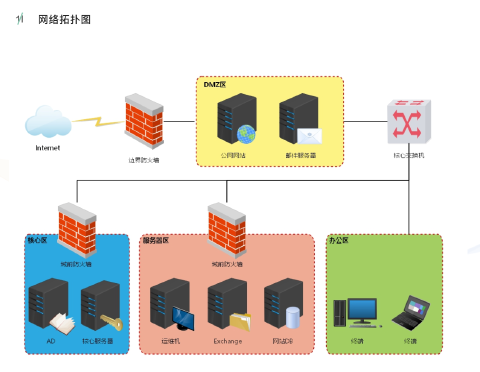 网络拓扑图
DMZ区
Internet
边界防火墙
公网网站
邮件服务器
核心交换机
核心区
服务器区
办公区
域间防火墙
域间防火墙
AD
核心服务器
运维机
Exchange
网站DB
终端
终端